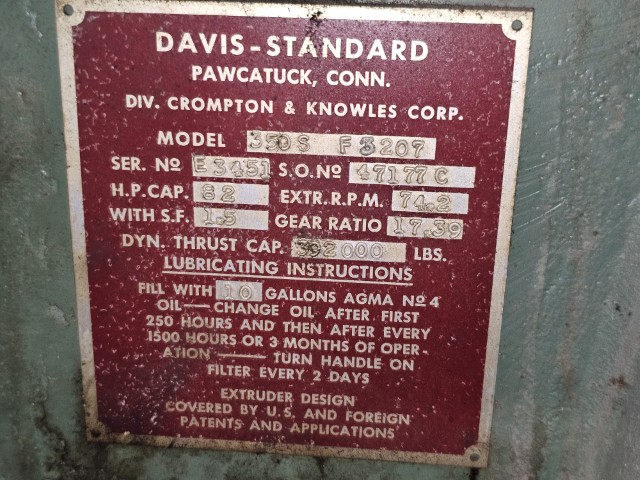 DAVIS-STANDARD
PAWCATUCK, CONN.
DIV. CROMPTON & KNOWLES CORP.
MODEL 350S F3207
SER. Nº E3451 S.O.Nº 47177C
H.P.CAP. 82 EXTR.R.P.M. 74.2
WITH S.F. 1.5 GEAR RATIO 17.39
DYN. THRUST CAP. 392000 LBS.
LUBRICATING INSTRUCTIONS
FILL WITH 10 GALLONS AGMA Nº4
OIL — CHANGE OIL AFTER FIRST
250 HOURS AND THEN AFTER EVERY
1500 HOURS OR 3 MONTHS OF OPER-
ATION — TURN HANDLE ON
FILTER EVERY 2 DAYS
EXTRUDER DESIGN
COVERED BY U.S. AND FOREIGN
PATENTS AND APPLICATIONS